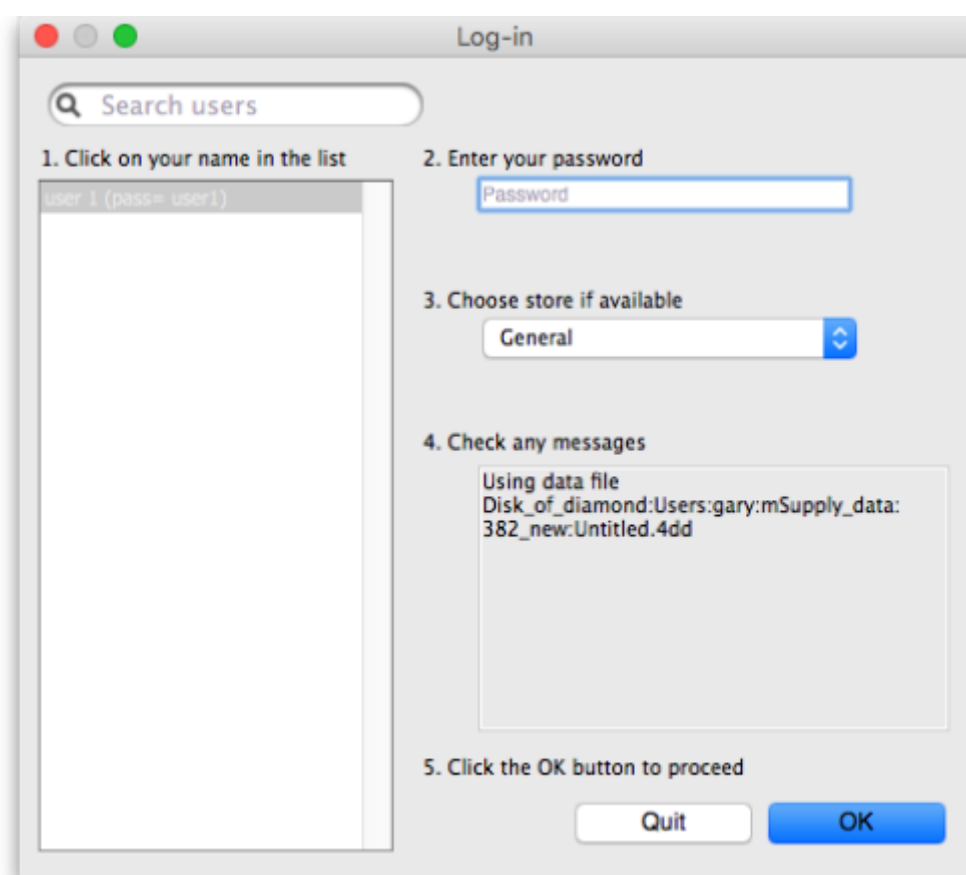 Log-in
Search users
1. Click on your name in the list
user 1 (pass= user1)
2. Enter your password
Password
3. Choose store if available
General
4. Check any messages
Using data file
Disk_of_diamond:Users:gary:mSupply_data:
382_new:Untitled.4dd
5. Click the OK button to proceed
Quit
OK